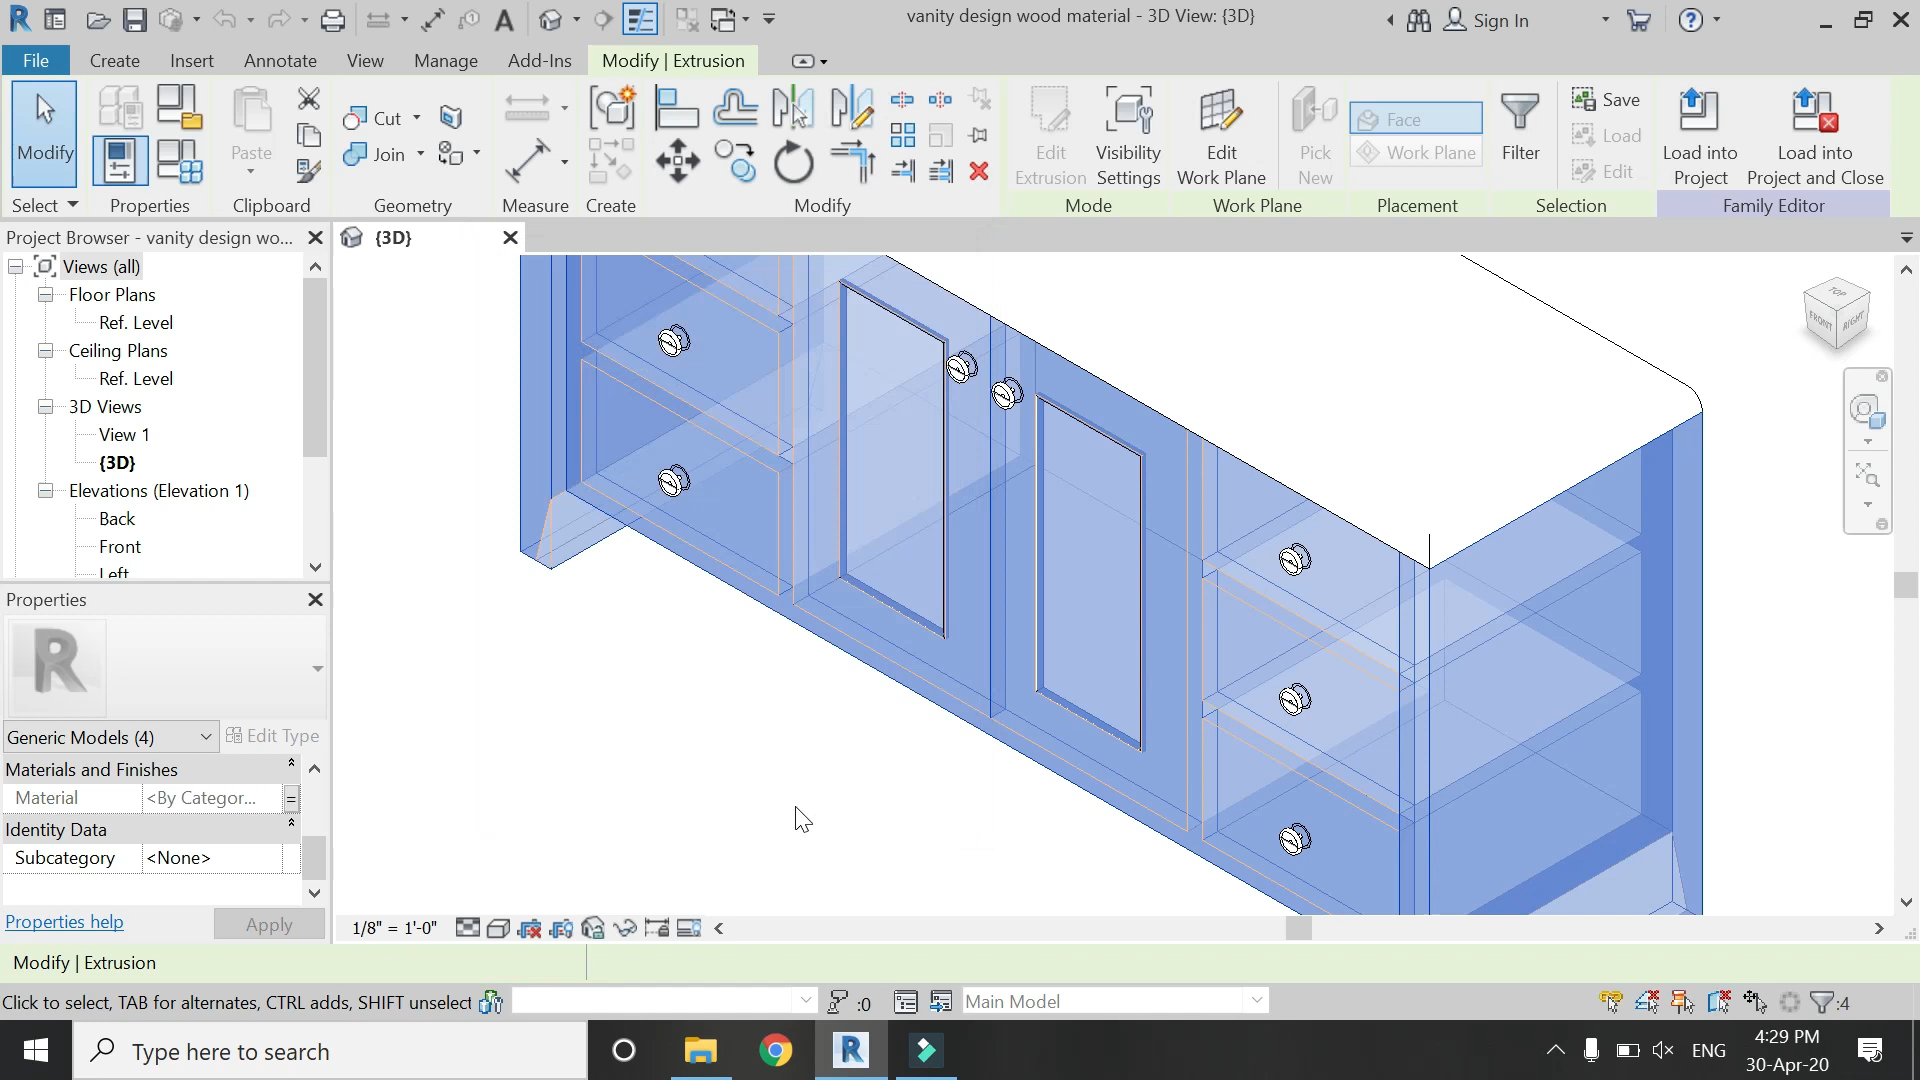 vanity design wood material - 3D View: {3D}
Sign In
File
Create
Insert
Annotate
View
Manage
Add-Ins
Modify | Extrusion
Modify
Paste
Cut
Join
Edit
Extrusion
Visibility
Settings
Edit
Work Plane
Pick
New
Face
Work Plane
Filter
Save
Load
Edit
Load into
Project
Load into
Project and Close
Select
Properties
Clipboard
Geometry
Measure
Create
Modify
Mode
Work Plane
Placement
Selection
Family Editor
Project Browser - vanity design wo...
{3D}
Views (all)
Floor Plans
Ref. Level
Ceiling Plans
Ref. Level
3D Views
View 1
{3D}
Elevations (Elevation 1)
Back
Front
Left
TOP
FRONT
RIGHT
Properties
Generic Models (4)
Edit Type
Materials and Finishes
Material
<By Categor...
Identity Data
Subcategory
<None>
Properties help
Apply
1/8" = 1'-0"
Modify | Extrusion
Click to select, TAB for alternates, CTRL adds, SHIFT unselect
:0
Main Model
:4
Type here to search
ENG
4:29 PM
30-Apr-20